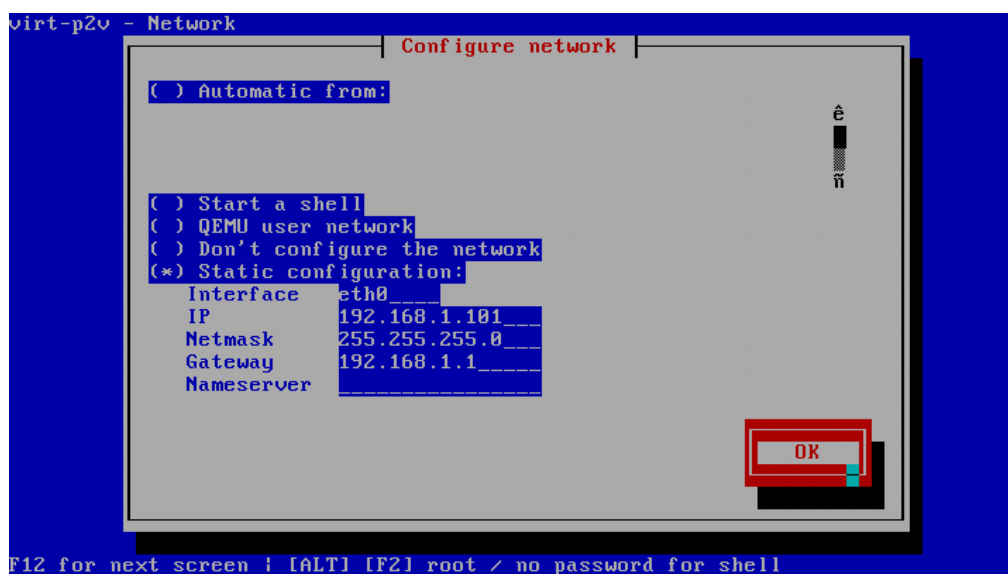 virt-p2v - Network
Configure network
( ) Automatic from:
ê
ñ
( ) Start a shell
( ) QEMU user network
( ) Don't configure the network
(*) Static configuration:
Interface eth0____
IP 192.168.1.101___
Netmask 255.255.255.0___
Gateway 192.168.1.1_____
Nameserver ________________
OK
F12 for next screen | [ALT] [F2] root / no password for shell